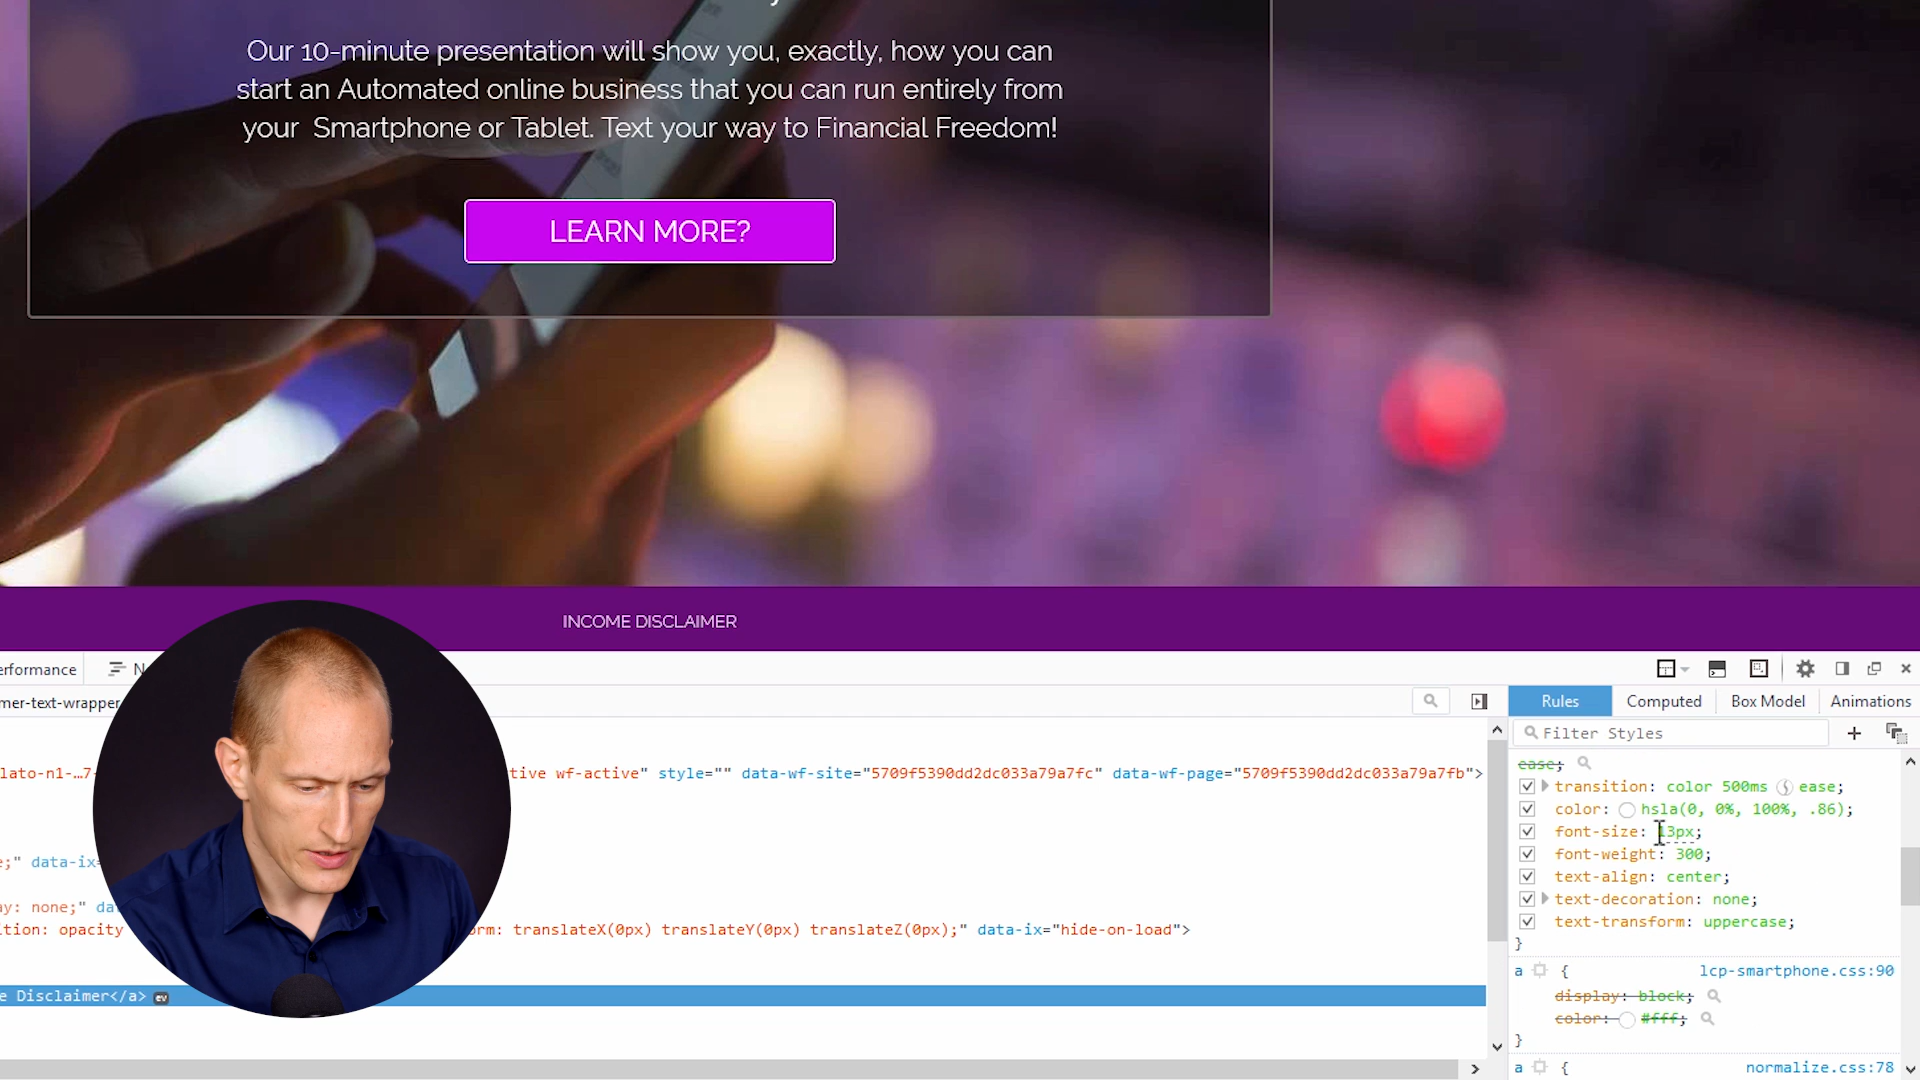 Our 10-minute presentation will show you, exactly, how you can
start an Automated online business that you can run entirely from
your Smartphone or Tablet. Text your way to Financial Freedom!
LEARN MORE?
INCOME DISCLAIMER
erformance
N
mer-text-wrapper
Rules Computed Box Model Animations
Filter Styles
lato-n1-…7- tive wf-active" style="" data-wf-site="5709f5390dd2dc033a79a7fc" data-wf-page="5709f5390dd2dc033a79a7fb">
e;" data-ix=
ay: none;" da
ition: opacity orm: translateX(0px) translateY(0px) translateZ(0px);" data-ix="hide-on-load">
e Disclaimer</a> ev
ease;
transition: color 500ms ease;
color: hsla(0, 0%, 100%, .86);
font-size: 13px;
font-weight: 300;
text-align: center;
text-decoration: none;
text-transform: uppercase;
}
a { lcp-smartphone.css:90
display: block;
color: #fff;
}
a { normalize.css:78